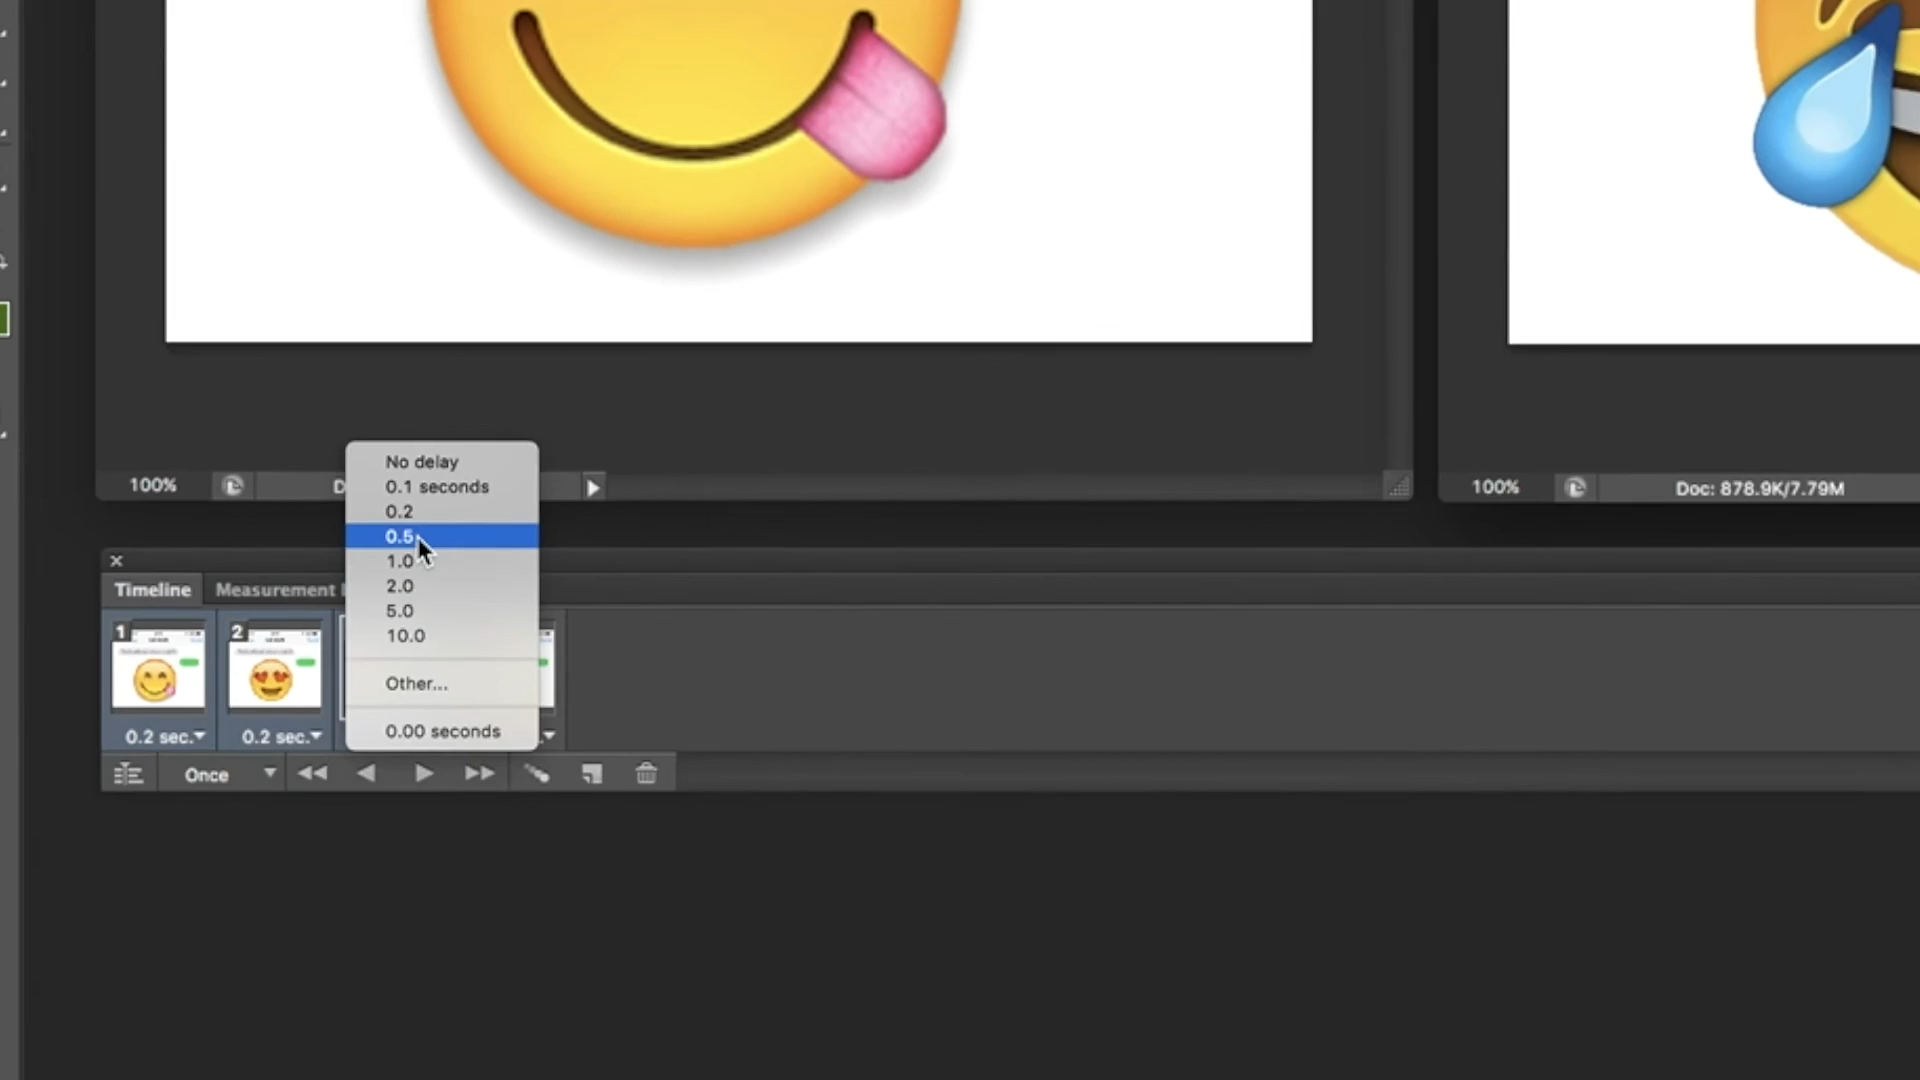 100%
D
100%
Doc: 878.9K/7.79M
No delay
0.1 seconds
0.2
0.5
1.0
2.0
5.0
10.0
Other...
0.00 seconds
Timeline
Measurement
1
2
0.2 sec.
0.2 sec.
Once